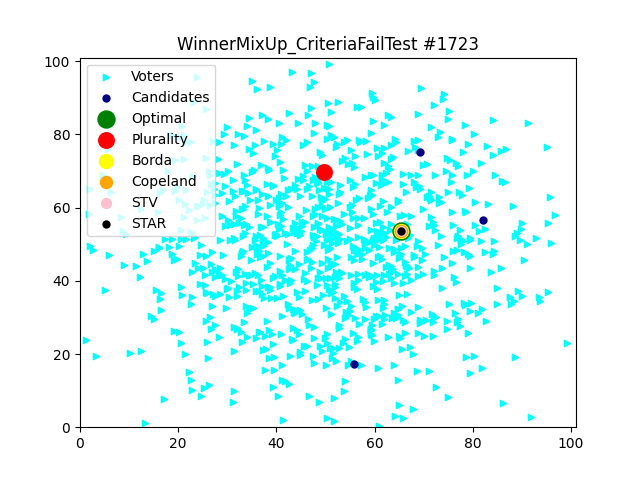 WinnerMixUp_CriteriaFailTest #1723
100
80
60
40
20
0
Voters
Candidates
Optimal
Plurality
Borda
Copeland
STV
STAR
0 20 40 60 80 100